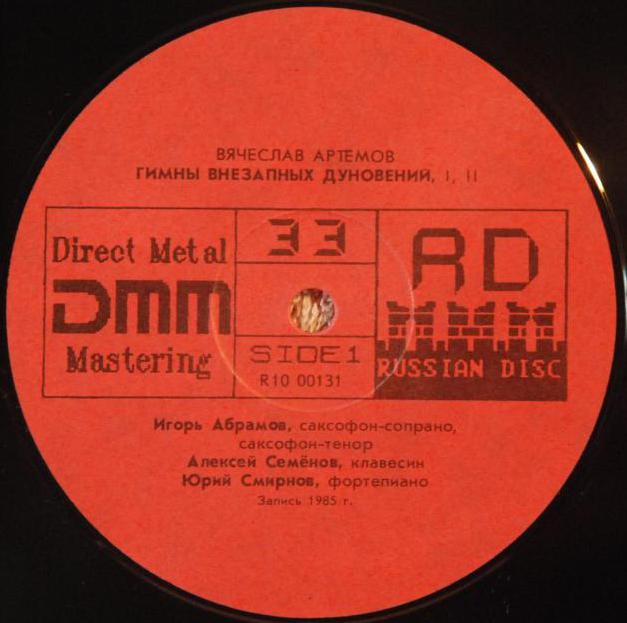 ВЯЧЕСЛАВ АРТЕМОВ
ГИМНЫ ВНЕЗАПНЫХ ДУНОВЕНИЙ, I, II
Direct Metal
DMM
Mastering
33
SIDE 1
R10 00131
RD
RUSSIAN DISC
Игорь Абрамов, саксофон-сопрано,
саксофон-тенор
Алексей Семёнов, клавесин
Юрий Смирнов, фортепиано
Запись 1985 г.